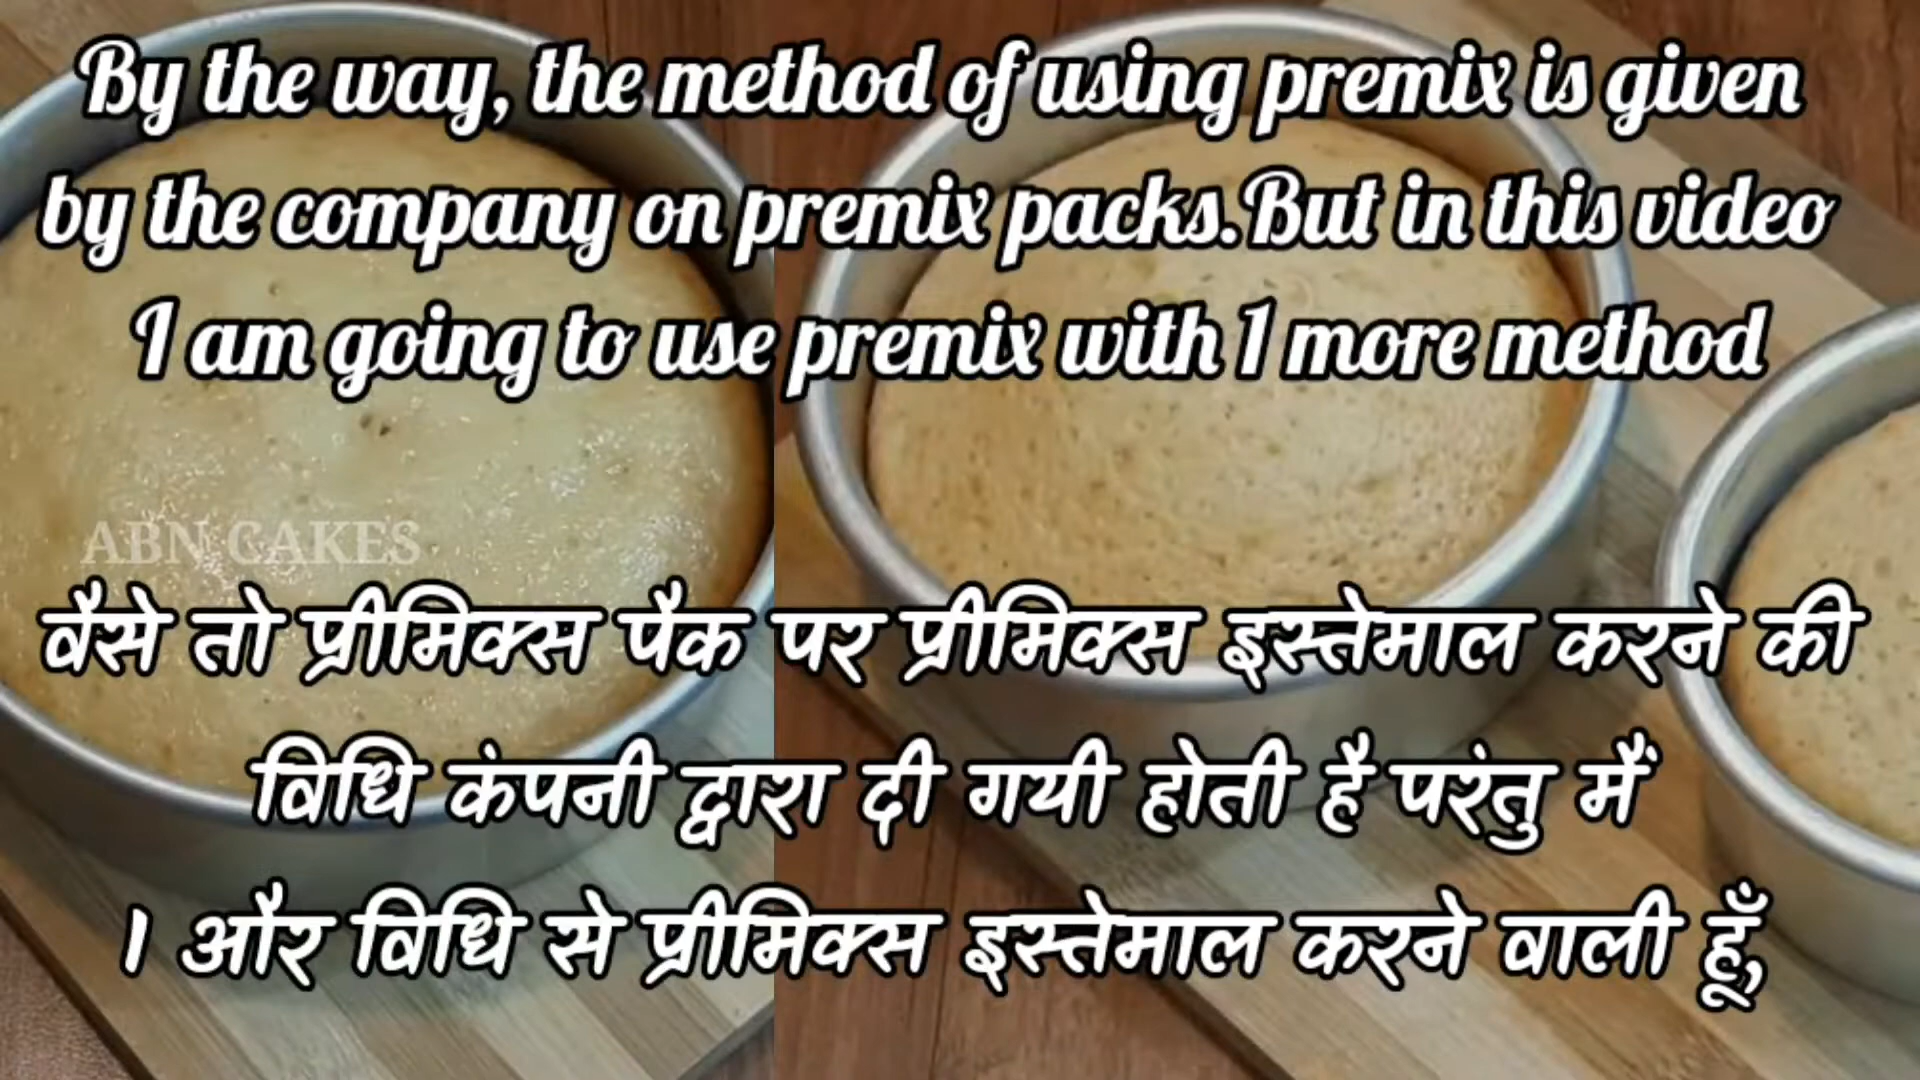 By the way, the method of using premix is given
by the company on premix packs.But in this video
I am going to use premix with 1 more method
ABN CAKES
वैसे तो प्रीमिक्स पैक पर प्रीमिक्स इस्तेमाल करने की
विधि कंपनी द्वारा दी गयी होती है परंतु मैं
1 और विधि से प्रीमिक्स इस्तेमाल करने वाली हूँ,